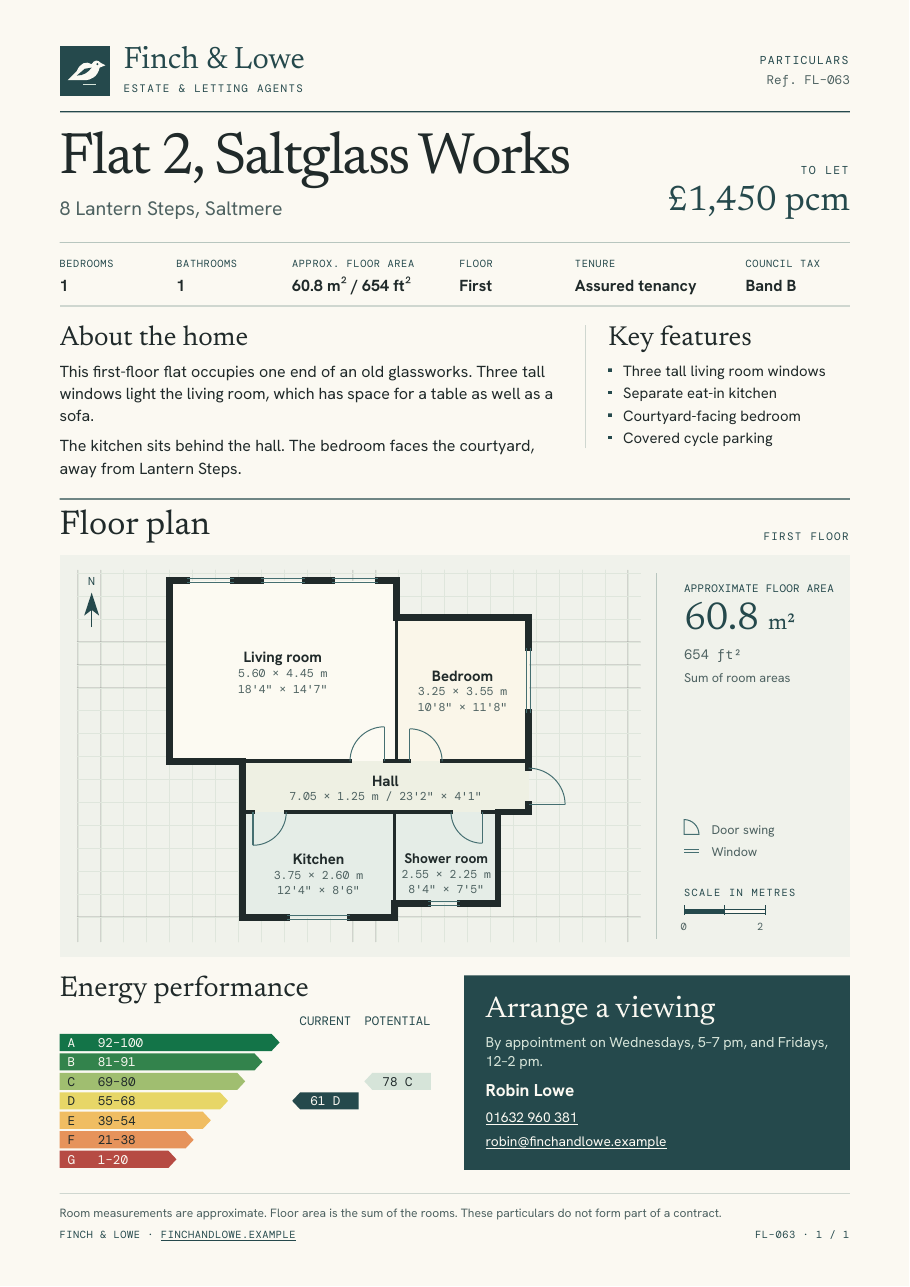 Finch & Lowe
ESTATE & LETTING AGENTS
PARTICULARS
Ref. FL-063
Flat 2, Saltglass Works
8 Lantern Steps, Saltmere
TO LET
£1,450 pcm
BEDROOMS
1
BATHROOMS
1
APPROX. FLOOR AREA
60.8 m² / 654 ft²
FLOOR
First
TENURE
Assured tenancy
COUNCIL TAX
Band B
About the home
This first-floor flat occupies one end of an old glassworks. Three tall
windows light the living room, which has space for a table as well as a
sofa.
The kitchen sits behind the hall. The bedroom faces the courtyard,
away from Lantern Steps.
Key features
Three tall living room windows
Separate eat-in kitchen
Courtyard-facing bedroom
Covered cycle parking
Floor plan
FIRST FLOOR
N
Living room
5.60 × 4.45 m
18'4" × 14'7"
Bedroom
3.25 × 3.55 m
10'8" × 11'8"
Hall
7.05 × 1.25 m / 23'2" × 4'1"
Kitchen
3.75 × 2.60 m
12'4" × 8'6"
Shower room
2.55 × 2.25 m
8'4" × 7'5"
APPROXIMATE FLOOR AREA
60.8 m²
654 ft²
Sum of room areas
Door swing
Window
SCALE IN METRES
0 2
Energy performance
CURRENT POTENTIAL
A 92-100
B 81-91
C 69-80
78 C
D 55-68
61 D
E 39-54
F 21-38
G 1-20
Arrange a viewing
By appointment on Wednesdays, 5–7 pm, and Fridays,
12–2 pm.
Robin Lowe
01632 960 381
robin@finchandlowe.example
Room measurements are approximate. Floor area is the sum of the rooms. These particulars do not form part of a contract.
FINCH & LOWE · FINCHANDLOWE.EXAMPLE
FL-063 · 1 / 1